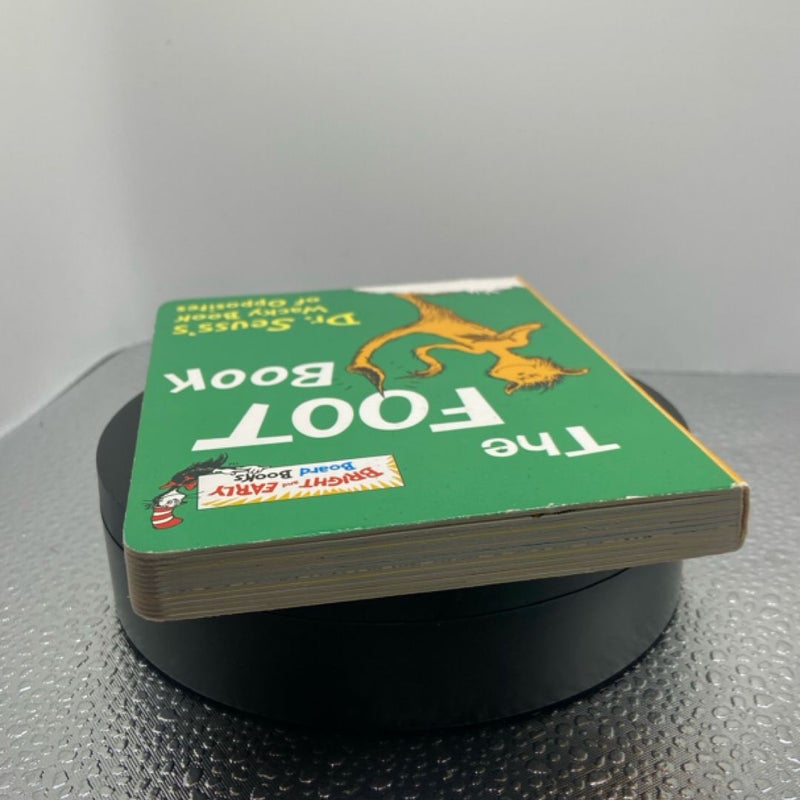 BRIGHT and EARLY
Board Books
The
FOOT
BOOK
Dr. Seuss's
Wacky Book
of Opposites